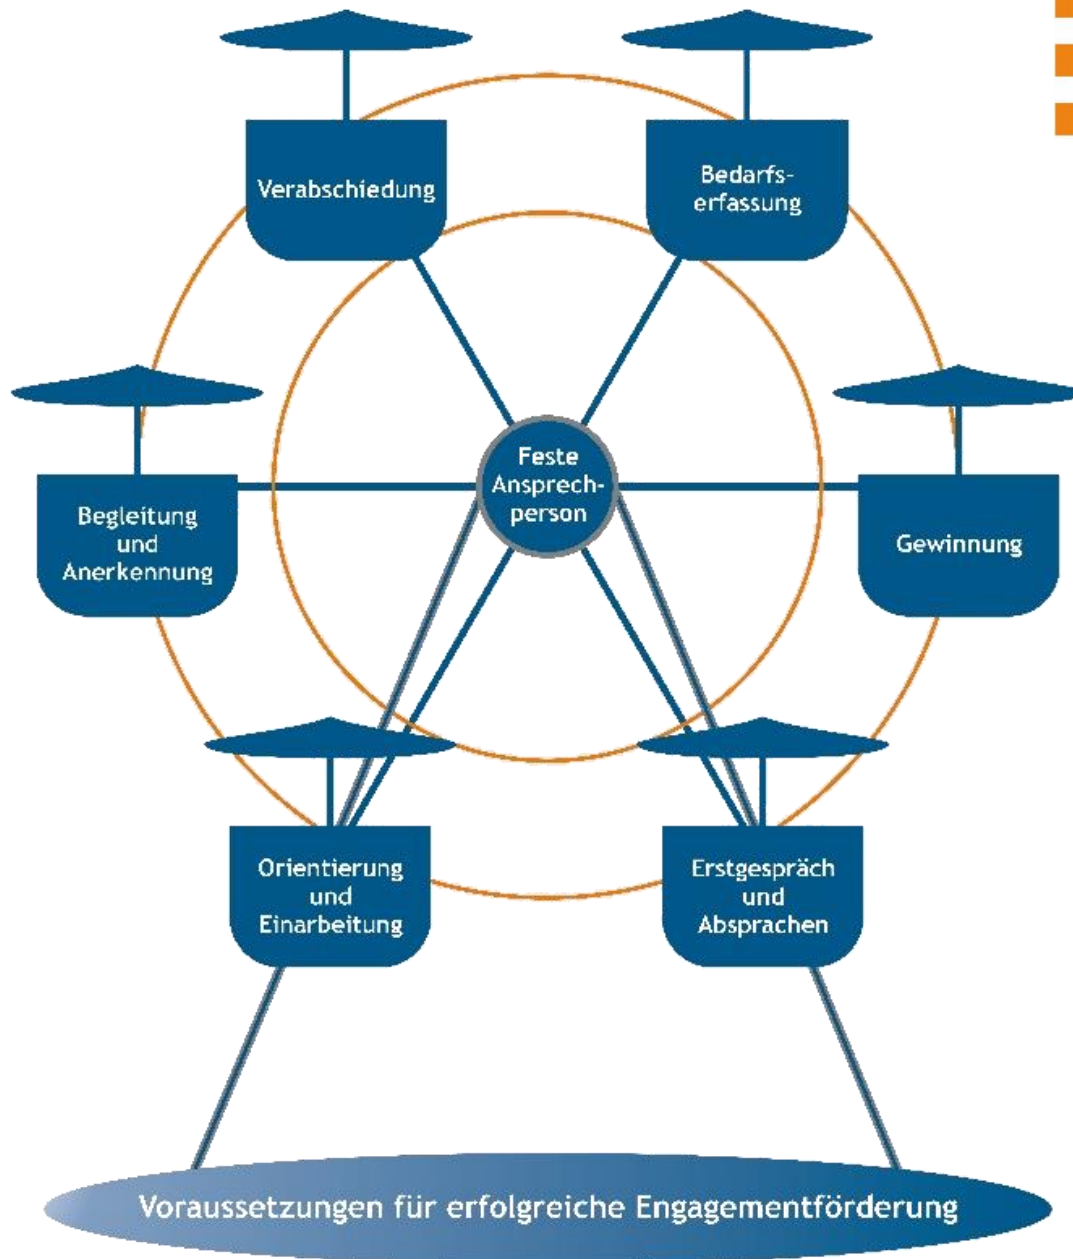 Verabschiedung
Bedarfs-
erfassung
Feste
Ansprech-
person
Begleitung
und
Anerkennung
Gewinnung
Orientierung
und
Einarbeitung
Erstgespräch
und
Absprachen
Voraussetzungen für erfolgreiche Engagementförderung